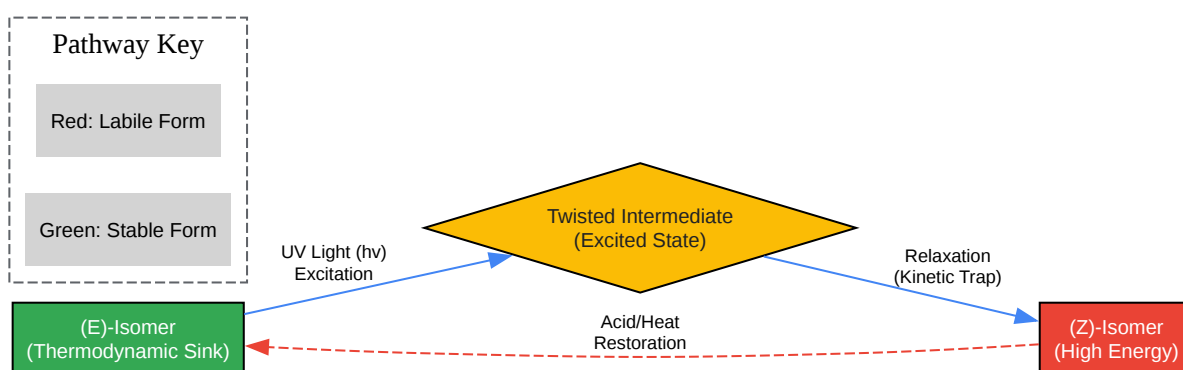 Pathway Key
Red: Labile Form
Green: Stable Form
Twisted Intermediate
(Excited State)
UV Light (hv)
Excitation
Relaxation
(Kinetic Trap)
(E)-Isomer
(Thermodynamic Sink)
Acid/Heat
Restoration
(Z)-Isomer
(High Energy)